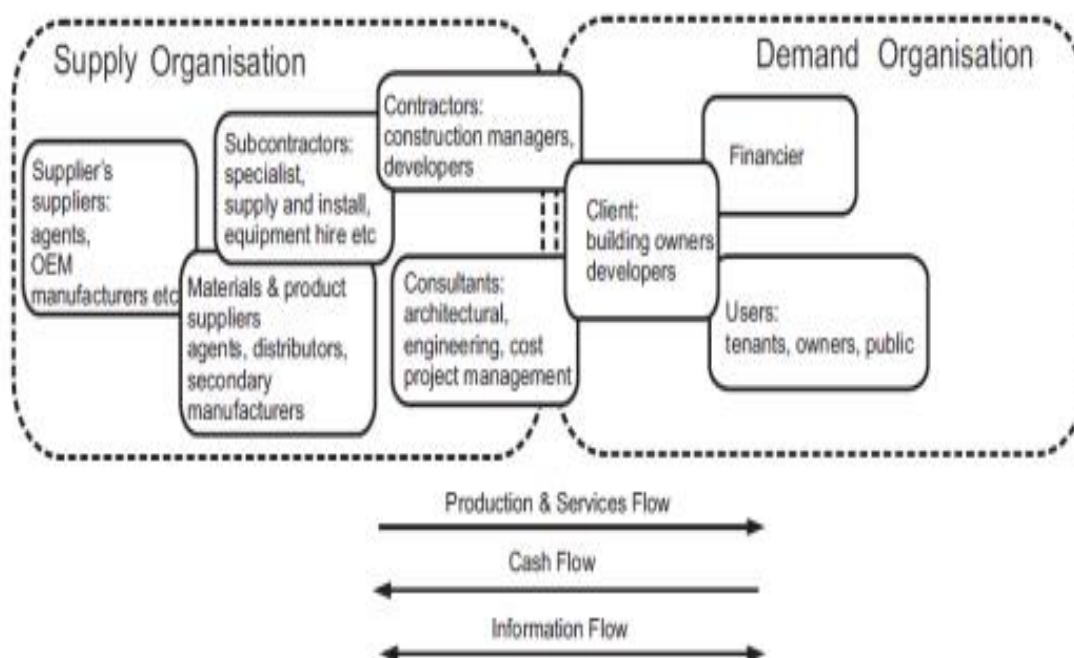 Supply Organisation
Demand Organisation
Supplier's
suppliers:
agents,
OEM
manufacturers etc
Subcontractors:
specialist,
supply and install,
equipment hire etc
Materials & product
suppliers
agents, distributors,
secondary
manufacturers
Contractors:
construction managers,
developers
Consultants:
architectural,
engineering, cost
project management
Client:
building owners
developers
Financier
Users:
tenants, owners, public
Production & Services Flow
Cash Flow
Information Flow